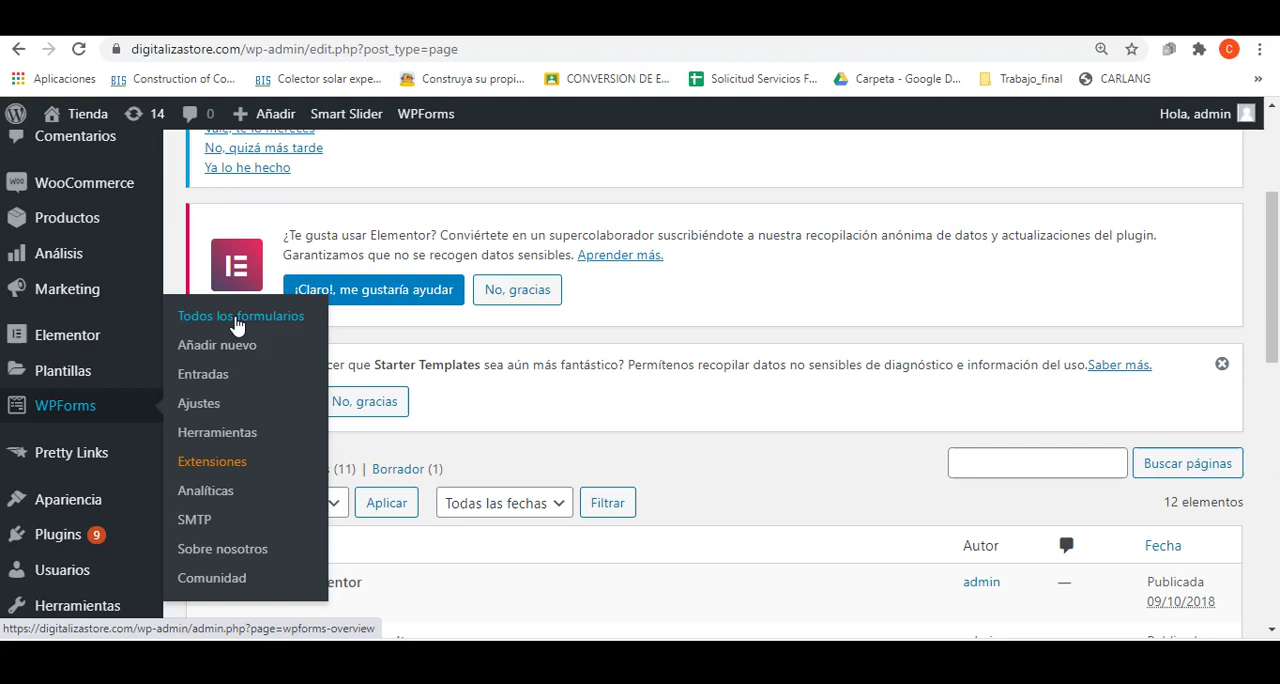 digitalizastore.com/wp-admin/edit.php?post_type=page
C
Aplicaciones
BIS Construction of Co...
BIS Colector solar expe...
Construya su propi...
CONVERSION DE E...
Solicitud Servicios F...
Carpeta - Google D...
Trabajo_final
CARLANG
»
Tienda
14
0
Añadir
Smart Slider
WPForms
Hola, admin
Comentarios
WooCommerce
Productos
Análisis
Marketing
Elementor
Plantillas
WPForms
Pretty Links
Apariencia
Plugins 9
Usuarios
Herramientas
Todos los formularios
Añadir nuevo
Entradas
Ajustes
Herramientas
Extensiones
Analíticas
SMTP
Sobre nosotros
Comunidad
Vale, te lo mereces
No, quizá más tarde
Ya lo he hecho
¿Te gusta usar Elementor? Conviértete en un supercolaborador suscribiéndote a nuestra recopilación anónima de datos y actualizaciones del plugin.
Garantizamos que no se recogen datos sensibles. Aprender más.
¡Claro!, me gustaría ayudar
No, gracias
cer que Starter Templates sea aún más fantástico? Permítenos recopilar datos no sensibles de diagnóstico e información del uso.Saber más.
No, gracias
s (11) | Borrador (1)
Buscar páginas
Aplicar
Todas las fechas
Filtrar
12 elementos
Autor
Fecha
entor
admin
—
Publicada
09/10/2018
https://digitalizastore.com/wp-admin/admin.php?page=wpforms-overview